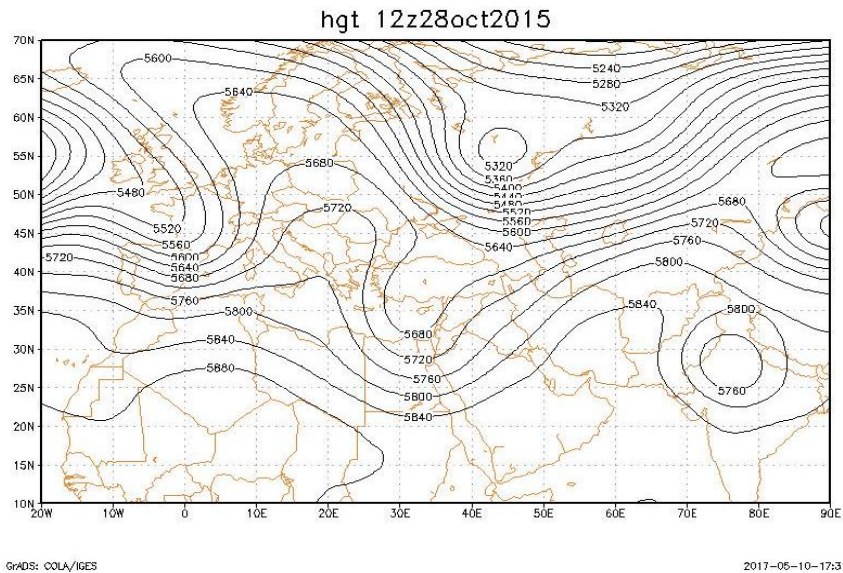 hgt 12z28oct2015
70N
5600
5240
65N
5280
5640
5320
60N
55N
5320
5680
5360
5400
50N
5480
5440
5680
5480
5720
5520
5520
5720
45N
5560
5560
5600
5760
5600
5640
5640
5720
5800
40N
5680
5760
5840
35N
5800
5800
5680
5840
30N
5720
5880
5760
25N
5760
5800
5840
20N
15N
10N
20W 10W 0 10E 20E 30E 40E 50E 60E 70E 80E 90E
GrADS: COLA/IGES
2017-05-10-17:3